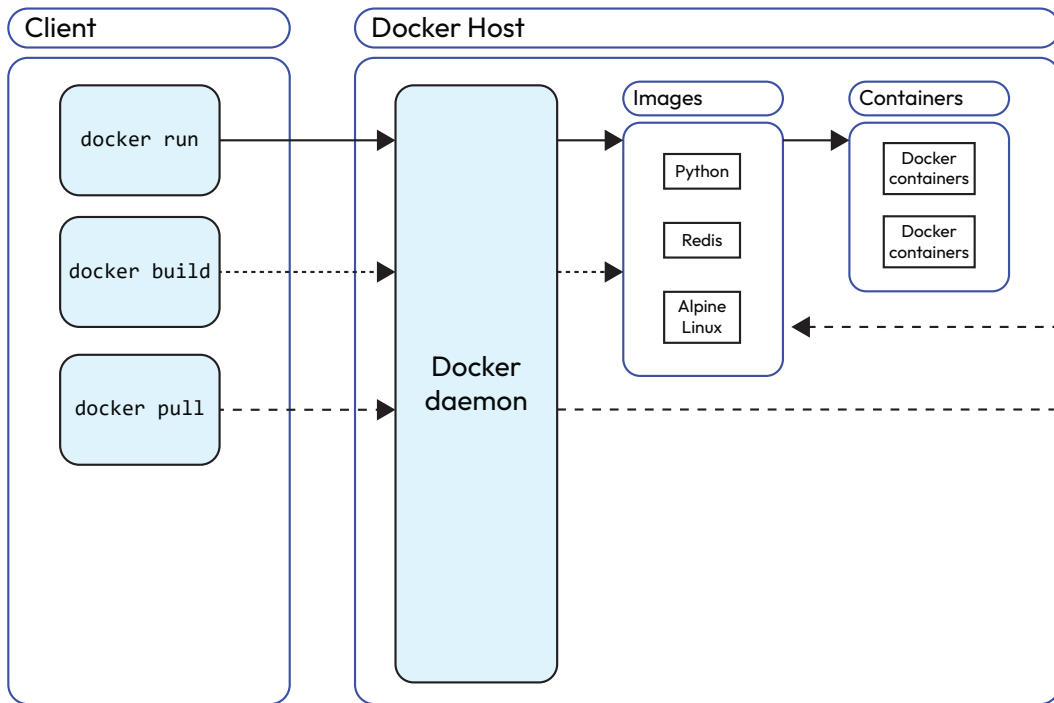 Client
Docker Host
docker run
docker build
docker pull
Docker
daemon
Images
Python
Redis
Alpine
Linux
Containers
Docker
containers
Docker
containers